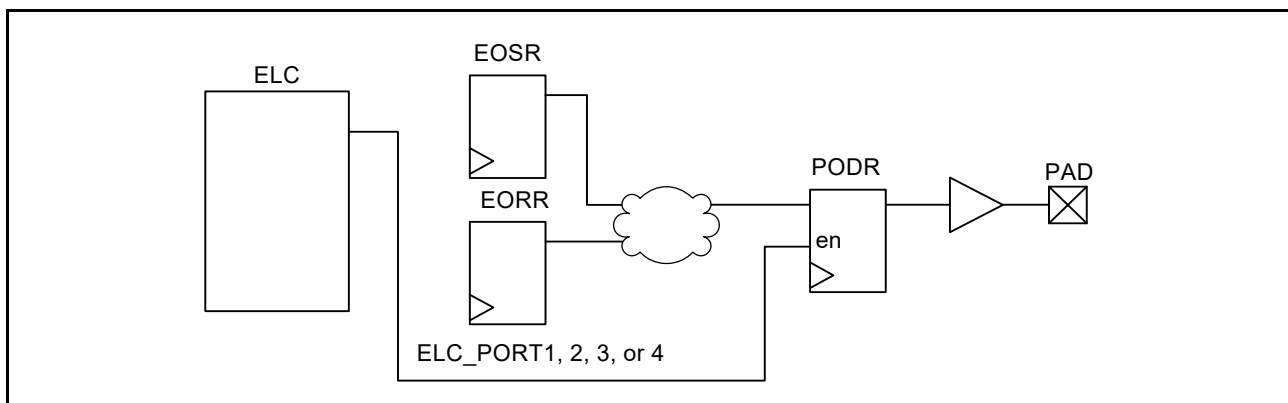 EOSR
ELC
EORR
PODR
PAD
en
ELC_PORT1, 2, 3, or 4